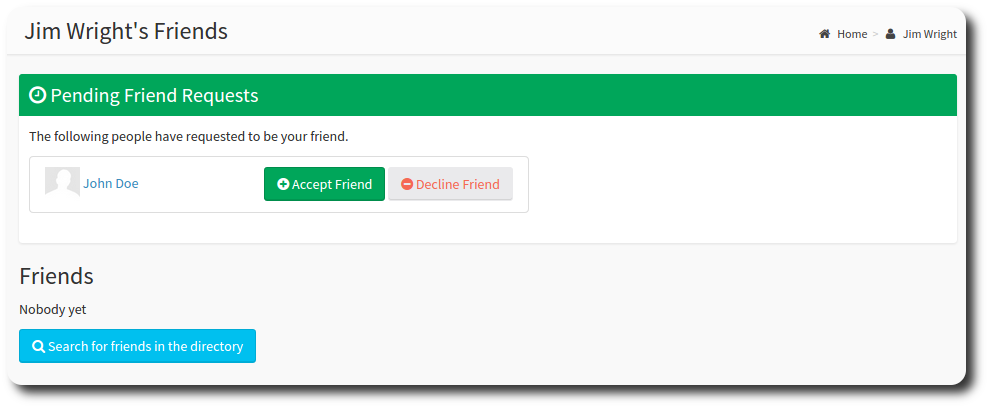 Jim Wright's Friends
Home > Jim Wright
Pending Friend Requests
The following people have requested to be your friend.
John Doe
Accept Friend
Decline Friend
Friends
Nobody yet
Search for friends in the directory